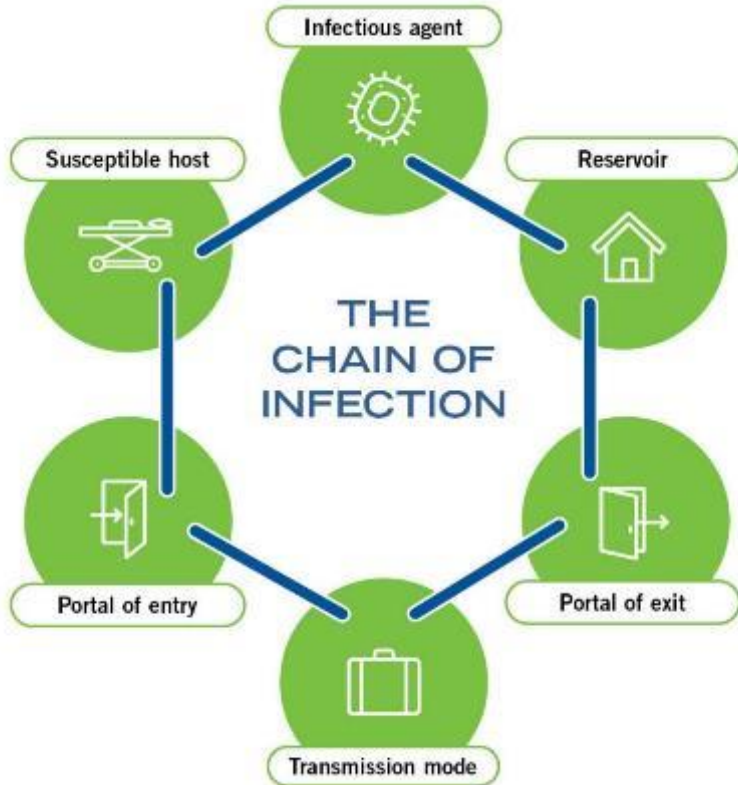 Infectious agent
Susceptible host
Reservoir
THE
CHAIN OF
INFECTION
Portal of entry
Portal of exit
Transmission mode